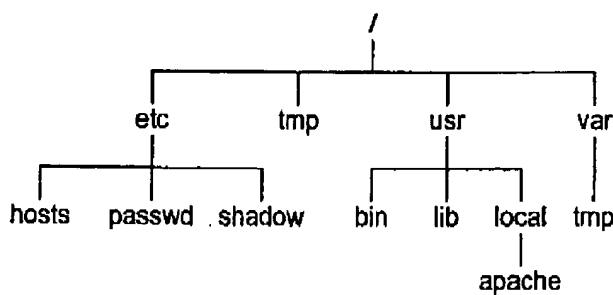 /
etc tmp usr var
hosts passwd shadow bin lib local tmp
apache